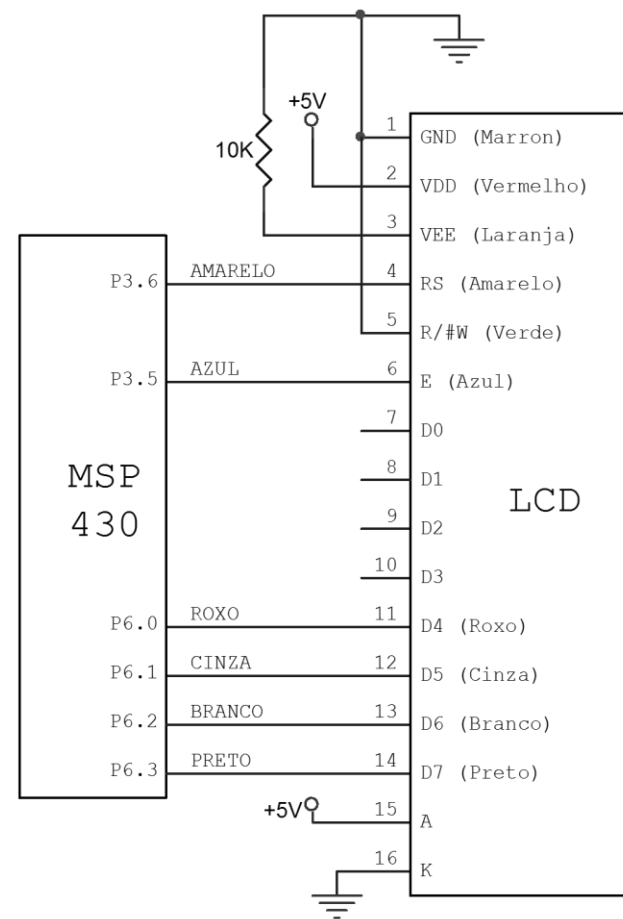 +5V
10K
1 GND (Marron)
2 VDD (Vermelho)
3 VEE (Laranja)
P3.6 AMARELO 4 RS (Amarelo)
5 R/#W (Verde)
P3.5 AZUL 6 E (Azul)
7 D0
MSP
430
8 D1
LCD
9 D2
10 D3
P6.0 ROXO 11 D4 (Roxo)
P6.1 CINZA 12 D5 (Cinza)
P6.2 BRANCO 13 D6 (Branco)
P6.3 PRETO 14 D7 (Preto)
+5V 15 A
16 K